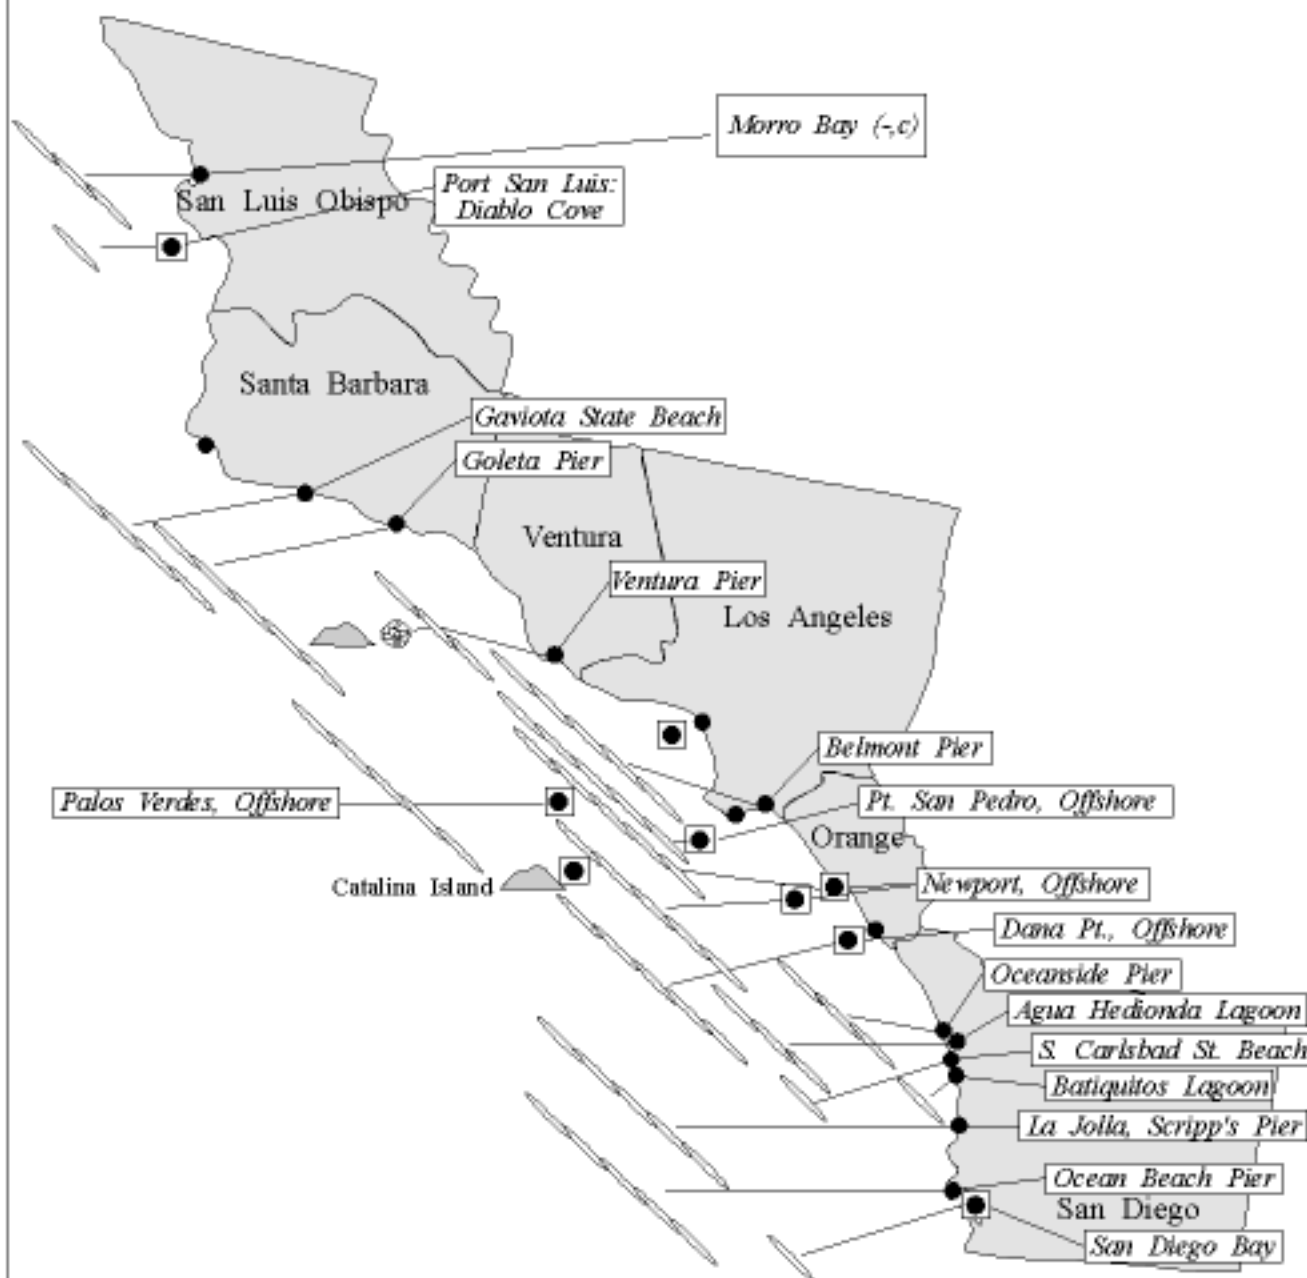 Morro Bay (-,c)
San Luis Obispo
Port San Luis:
Diablo Cove
Santa Barbara
Gaviota State Beach
Goleta Pier
Ventura
Ventura Pier
Los Angeles
Belmont Pier
Palos Verdes, Offshore
Pt. San Pedro, Offshore
Orange
Catalina Island
Newport, Offshore
Dana Pt., Offshore
Oceanside Pier
Agua Hedionda Lagoon
S. Carlsbad St. Beach
Batiquitos Lagoon
La Jolla, Scripp's Pier
Ocean Beach Pier
San Diego
San Diego Bay